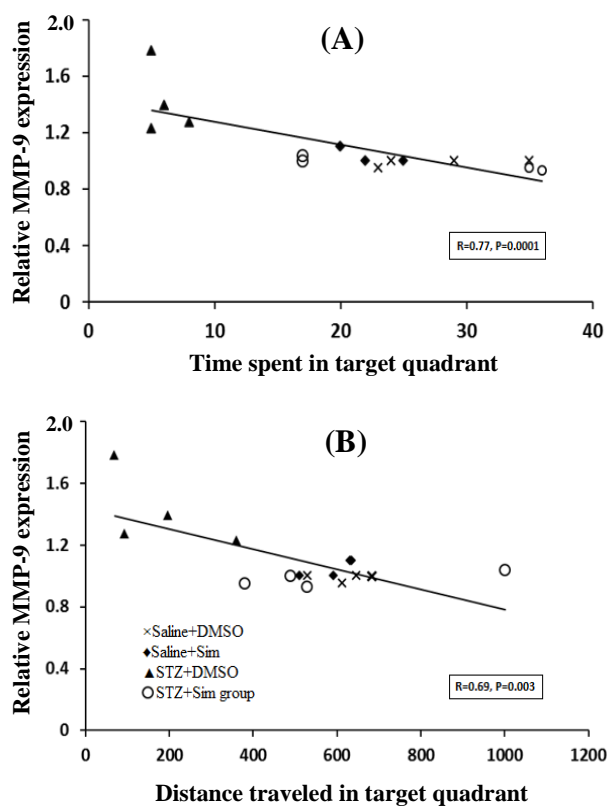 (A)
Relative MMP-9 expression
2.0
1.6
1.2
0.8
0.4
0
R=0.77, P=0.0001
0 10 20 30 40
Time spent in target quadrant
(B)
Relative MMP-9 expression
2.0
1.6
1.2
0.8
0.4
0
×Saline+DMSO
♦Saline+Sim
▲STZ+DMSO
○STZ+Sim group
R=0.69, P=0.003
0 200 400 600 800 1000 1200
Distance traveled in target quadrant